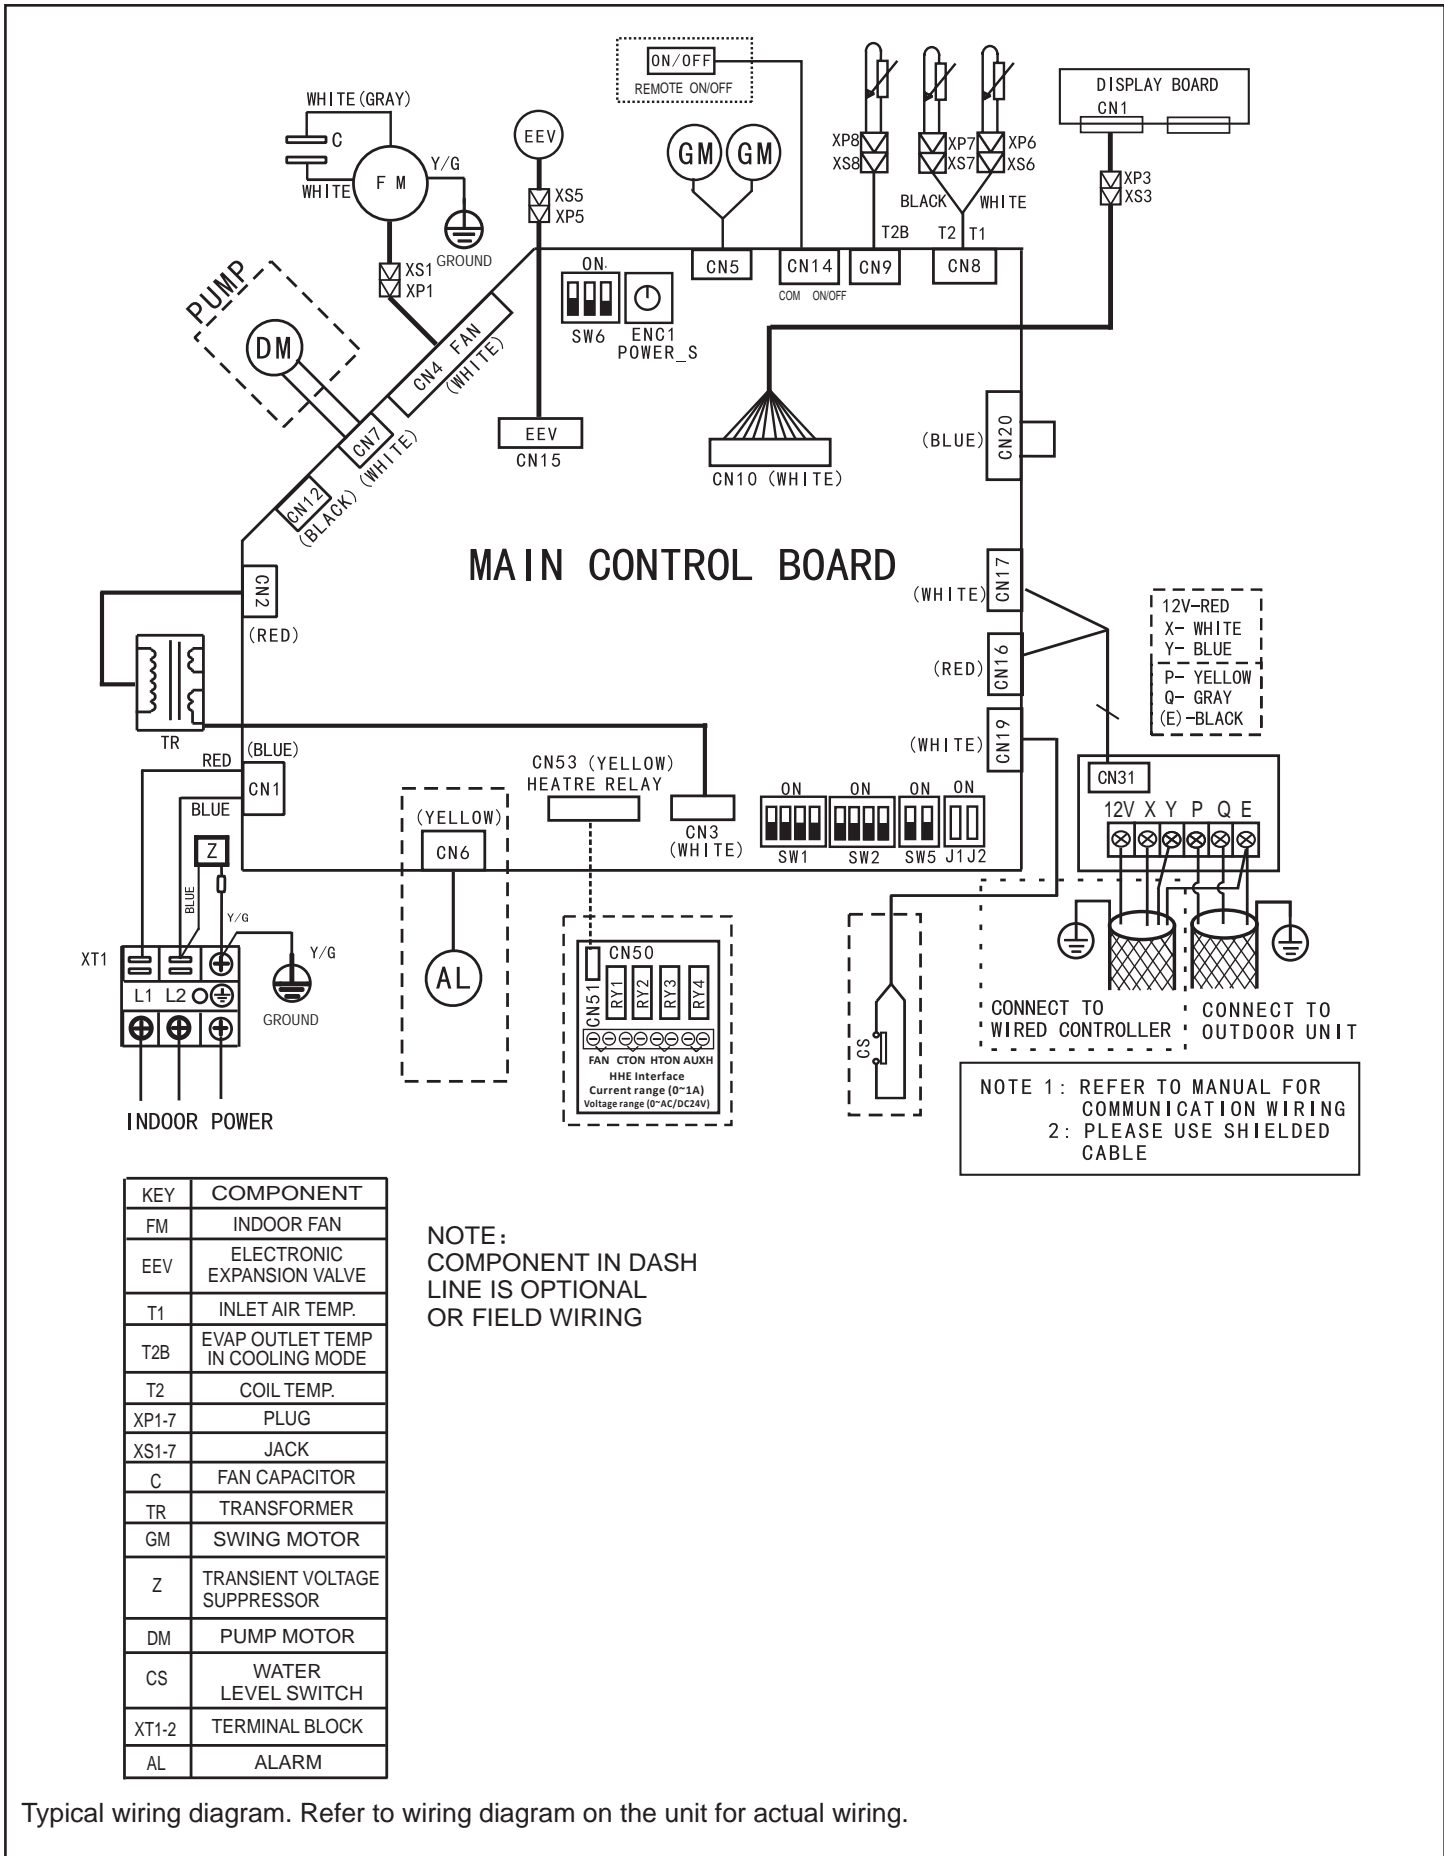 ON/OFF
REMOTE ON/OFF
WHITE(GRAY)
C
F M
WHITE
Y/G
GROUND
XS1
XP1
EEV
XS5
XP5
GM
GM
XP8
XS8
XP7
XS7
XP6
XS6
BLACK
WHITE
T2B
T2
T1
DISPLAY BOARD
CN1
XP3
XS3
PUMP
DM
CN4 FAN
(WHITE)
CN7
(WHITE)
CN12
(BLACK)
ON
SW6
ENC1
POWER_S
CN5
CN14
COM ON/OFF
CN9
CN8
EEV
CN15
CN10 (WHITE)
(BLUE)
CN20
MAIN CONTROL BOARD
CN2
(RED)
TR
(WHITE)
CN17
(RED)
CN16
(WHITE)
CN19
12V-RED
X- WHITE
Y- BLUE
P- YELLOW
Q- GRAY
(E)-BLACK
RED
(BLUE)
CN1
BLUE
Z
BLUE
Y/G
Y/G
XT1
L1 L2
GROUND
INDOOR POWER
(YELLOW)
CN6
AL
CN53 (YELLOW)
HEATRE RELAY
CN3
(WHITE)
ON
SW1
ON
SW2
ON
SW5
ON
J1 J2
CN50
CN51
RY1
RY2
RY3
RY4
FAN CTON HTON AUXH
HHE Interface
Current range (0~1A)
Voltage range (0~AC/DC24V)
CS
CN31
12V X Y P Q E
CONNECT TO
WIRED CONTROLLER
CONNECT TO
OUTDOOR UNIT
NOTE 1: REFER TO MANUAL FOR
COMMUNICATION WIRING
2: PLEASE USE SHIELDED
CABLE
KEY COMPONENT
FM INDOOR FAN
EEV ELECTRONIC
EXPANSION VALVE
T1 INLET AIR TEMP.
T2B EVAP OUTLET TEMP
IN COOLING MODE
T2 COIL TEMP.
XP1-7 PLUG
XS1-7 JACK
C FAN CAPACITOR
TR TRANSFORMER
GM SWING MOTOR
Z TRANSIENT VOLTAGE
SUPPRESSOR
DM PUMP MOTOR
CS WATER
LEVEL SWITCH
XT1-2 TERMINAL BLOCK
AL ALARM
NOTE:
COMPONENT IN DASH
LINE IS OPTIONAL
OR FIELD WIRING
Typical wiring diagram. Refer to wiring diagram on the unit for actual wiring.